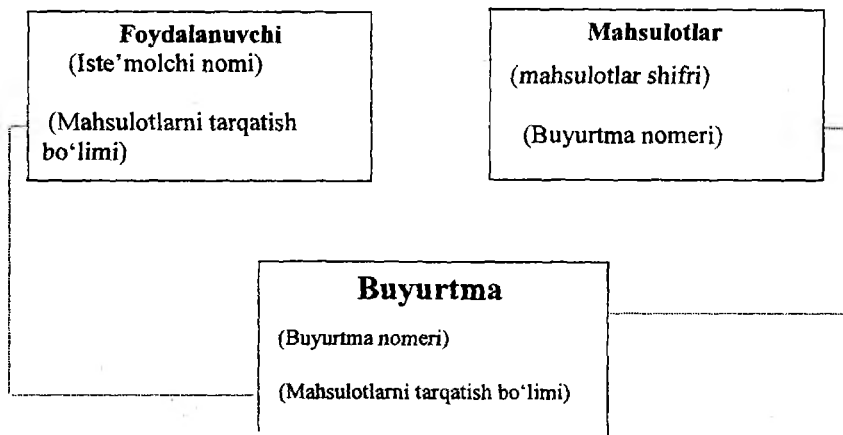 Foydalanuvchi
(Iste’molchi nomi)
(Mahsulotlarni tarqatish
bo‘limi)
Mahsulotlar
(mahsulotlar shifri)
(Buyurtma nomeri)
Buyurtma
(Buyurtma nomeri)
(Mahsulotlarni tarqatish bo‘limi)